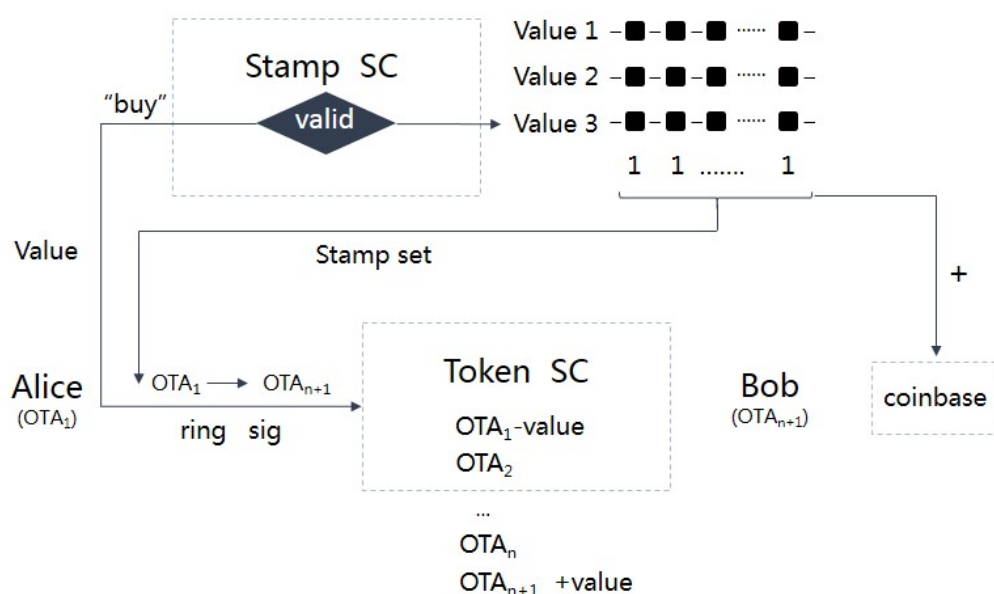 Stamp SC
valid
"buy"
Value 1
Value 2
Value 3
......
......
......
1 1 ....... 1
Value
Stamp set
+
Alice
(OTA₁)
OTA₁ OTAₙ₊₁
ring sig
Token SC
OTA₁-value
OTA₂
...
OTAₙ
OTAₙ₊₁ +value
Bob
(OTAₙ₊₁)
coinbase